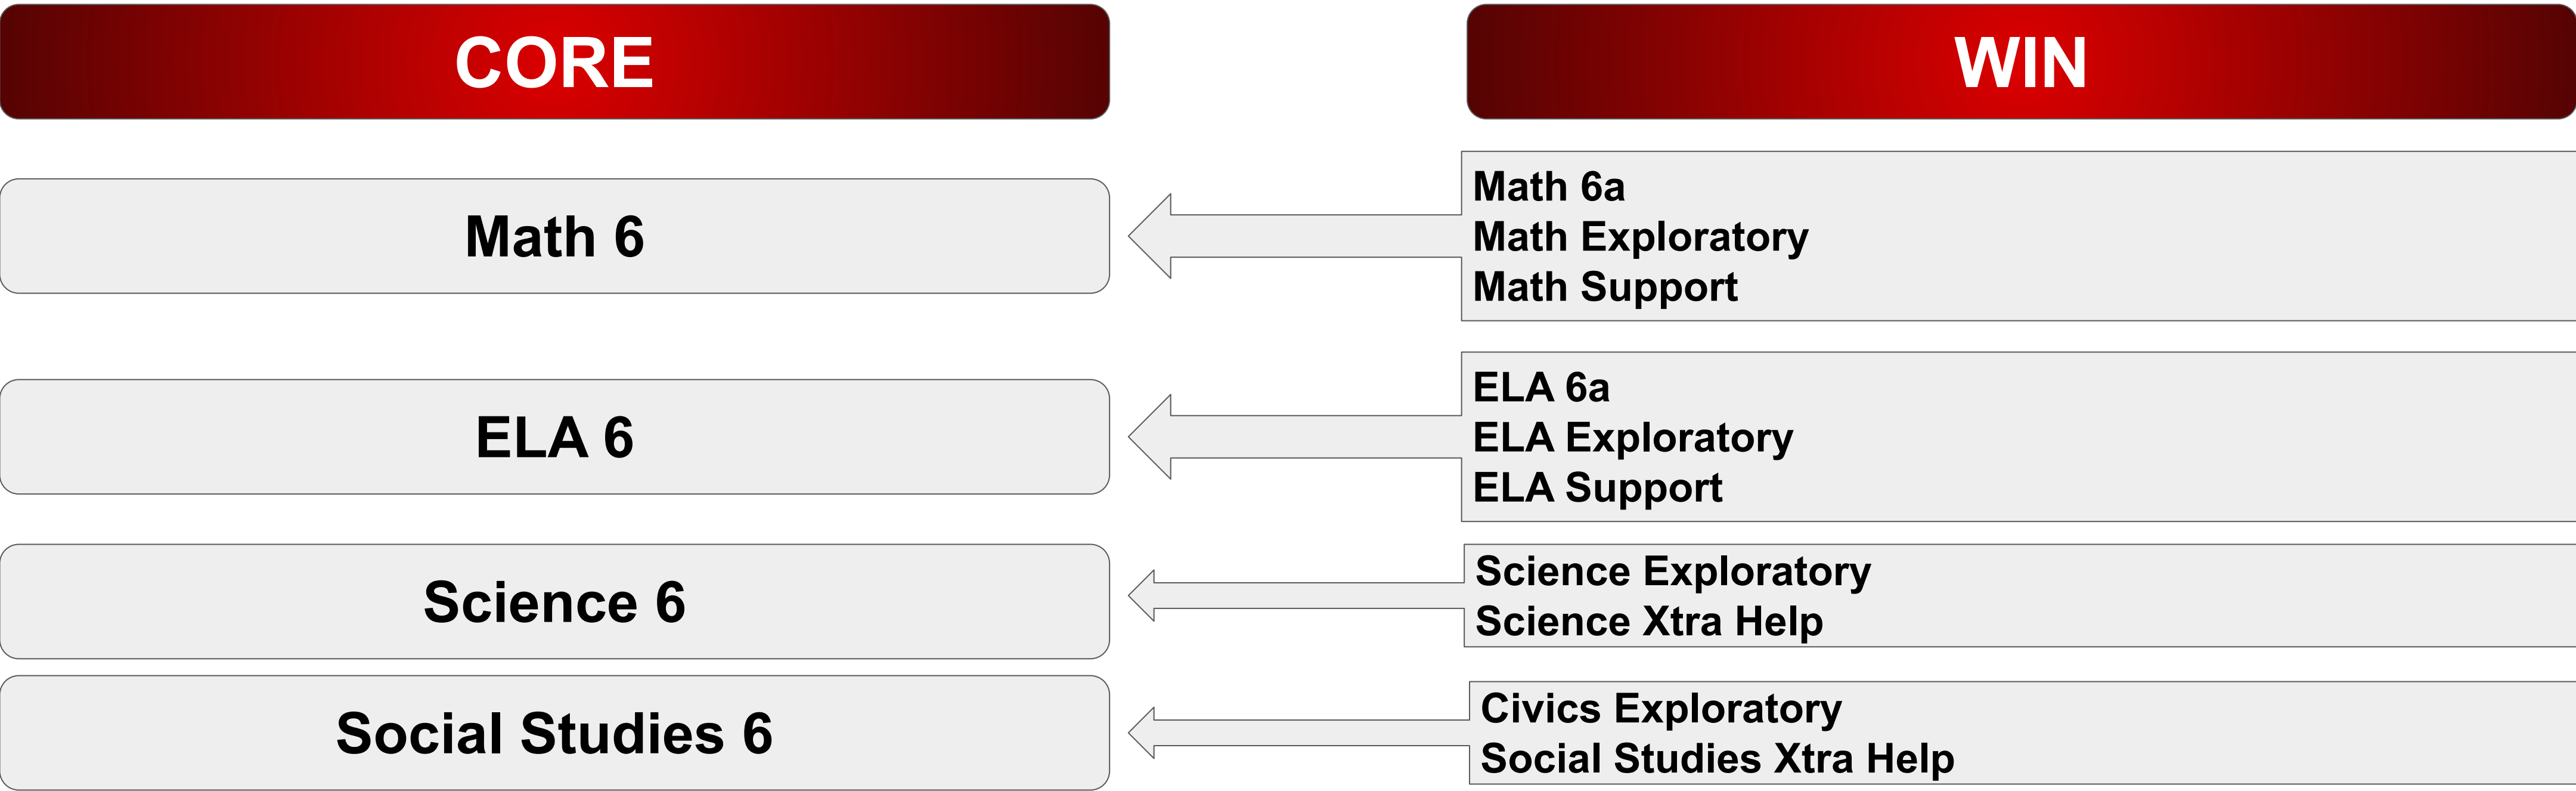 CORE
WIN
Math 6
Math 6a
Math Exploratory
Math Support
ELA 6
ELA 6a
ELA Exploratory
ELA Support
Science 6
Science Exploratory
Science Xtra Help
Social Studies 6
Civics Exploratory
Social Studies Xtra Help